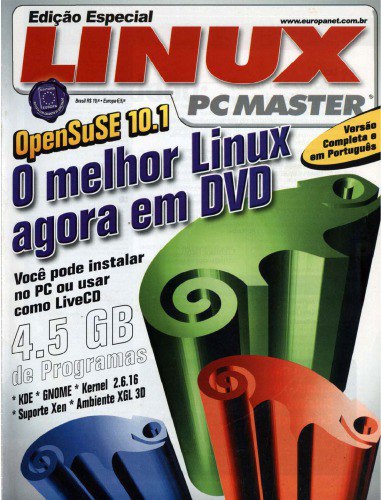 Edição Especial
www.europanet.com.br
LINUX
PC MASTER
OpenSuSE 10.1
Versão
Completa e
em Português
O melhor Linux
agora em DVD
Você pode instalar
no PC ou usar
como LiveCD
4.5 GB
de Programas
* KDE * GNOME * Kernel 2.6.16
* Suporte Xen * Ambiente XGL 3D